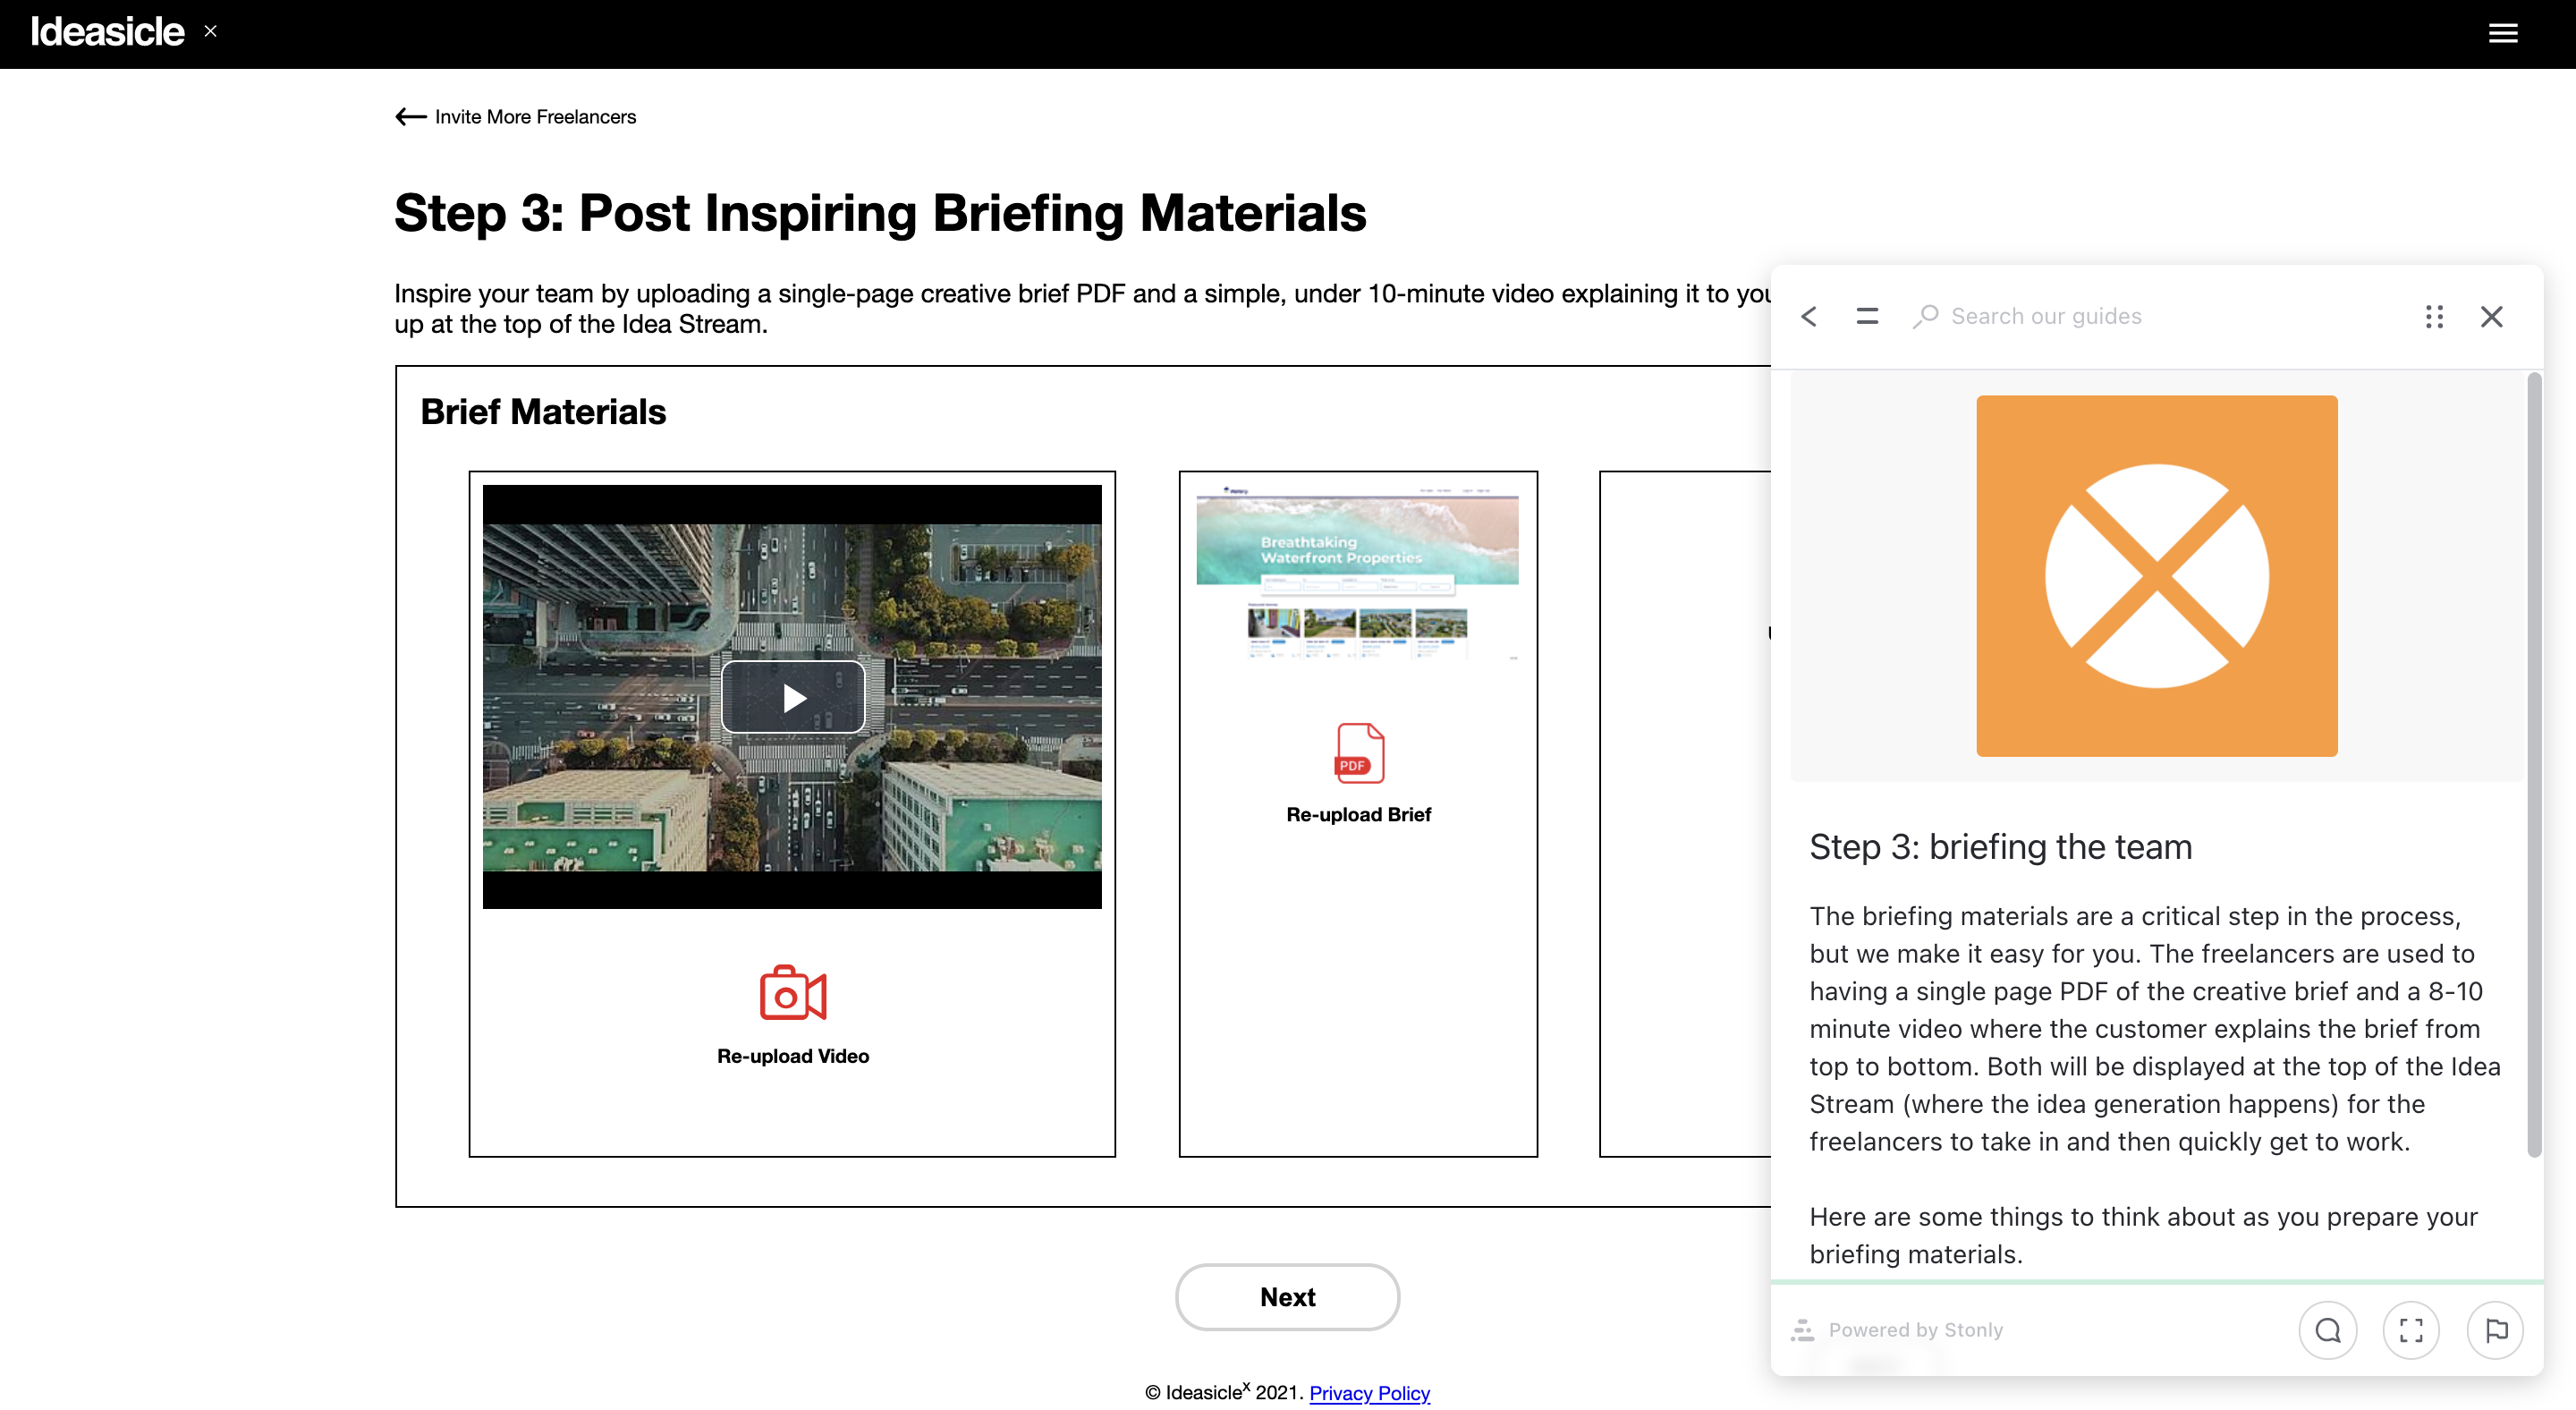 Ideasicle ×
Invite More Freelancers
Step 3: Post Inspiring Briefing Materials
Inspire your team by uploading a single-page creative brief PDF and a simple, under 10-minute video explaining it to you
up at the top of the Idea Stream.
Brief Materials
Breathtaking
Waterfront Properties
PDF
Re-upload Brief
Re-upload Video
Next
© Ideasicleˣ 2021. Privacy Policy
Search our guides
Step 3: briefing the team
The briefing materials are a critical step in the process,
but we make it easy for you. The freelancers are used to
having a single page PDF of the creative brief and a 8-10
minute video where the customer explains the brief from
top to bottom. Both will be displayed at the top of the Idea
Stream (where the idea generation happens) for the
freelancers to take in and then quickly get to work.
Here are some things to think about as you prepare your
briefing materials.
Powered by Stonly